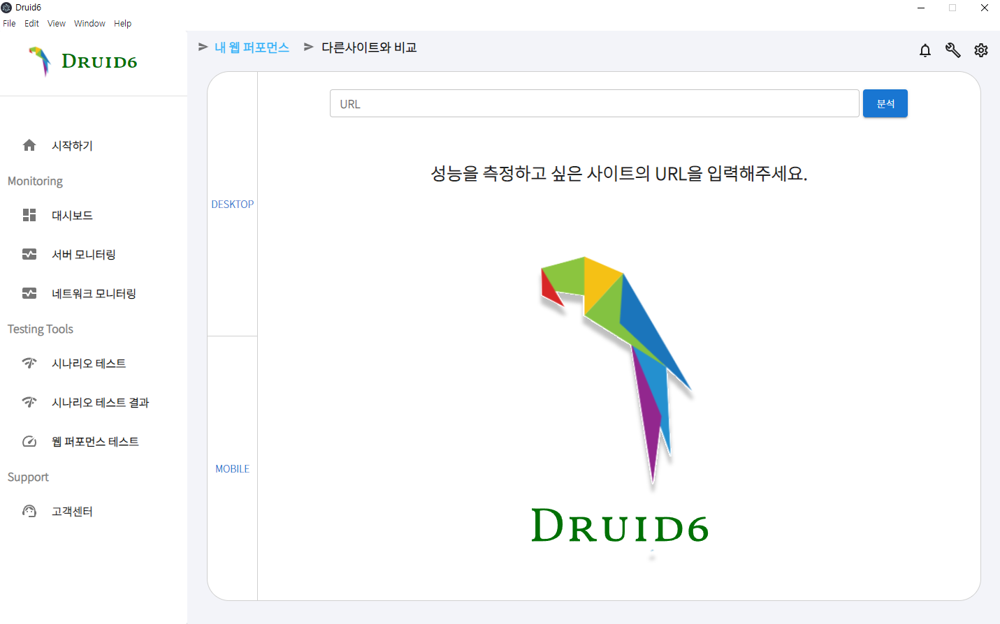 Druid6
File Edit View Window Help
DRUID6
시작하기
Monitoring
대시보드
서버 모니터링
네트워크 모니터링
Testing Tools
시나리오 테스트
시나리오 테스트 결과
웹 퍼포먼스 테스트
Support
고객센터
내 웹 퍼포먼스 다른사이트와 비교
URL 분석
성능을 측정하고 싶은 사이트의 URL을 입력해주세요.
DESKTOP
MOBILE
DRUID6